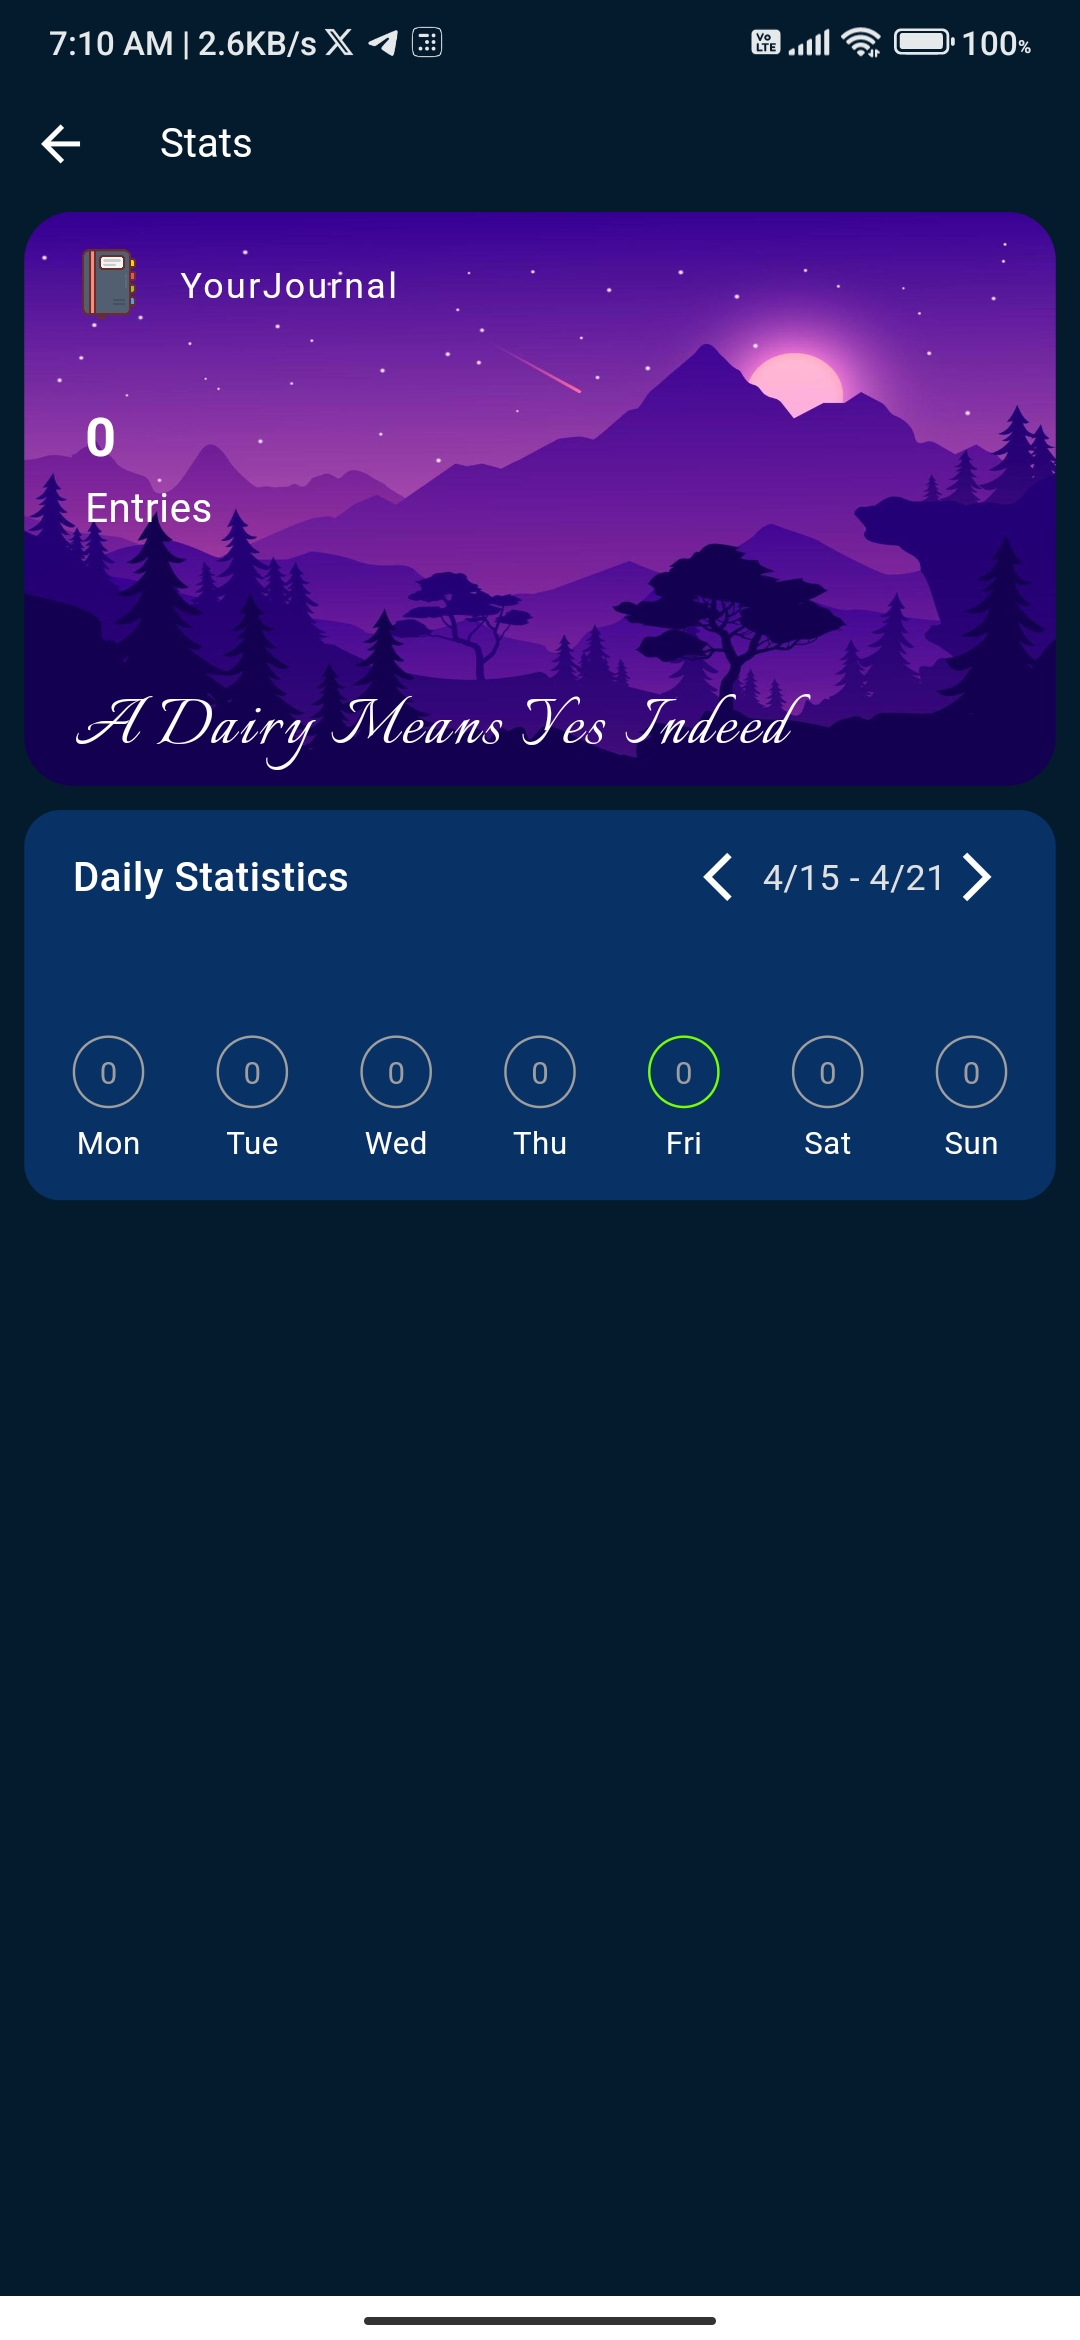 7:10 AM | 2.6KB/s Vo LTE 100%
Stats
YourJournal
0
Entries
A Dairy Means Yes Indeed
Daily Statistics 4/15 - 4/21
0 0 0 0 0 0 0
Mon Tue Wed Thu Fri Sat Sun